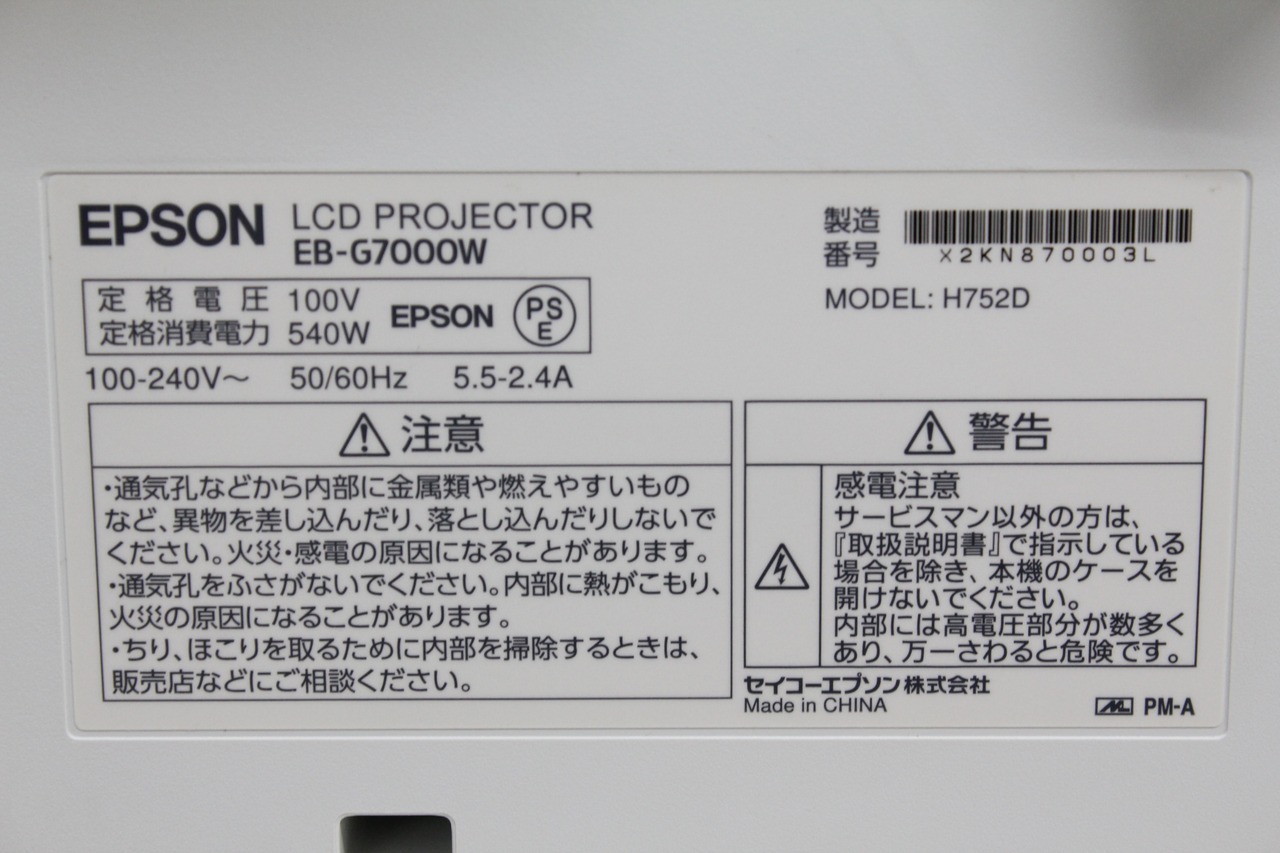 EPSON LCD PROJECTOR
EB-G7000W
定格電圧 100V
定格消費電力 540W
EPSON
PS
E
100-240V～ 50/60Hz 5.5-2.4A
製造
番号
X2KN870003L
MODEL: H752D
注意
・通気孔などから内部に金属類や燃えやすいもの
など、異物を差し込んだり、落とし込んだりしないで
ください。火災・感電の原因になることがあります。
・通気孔をふさがないでください。内部に熱がこもり、
火災の原因になることがあります。
・ちり、ほこりを取るために内部を掃除するときは、
販売店などにご相談ください。
警告
感電注意
サービスマン以外の方は、
『取扱説明書』で指示している
場合を除き、本機のケースを
開けないでください。
内部には高電圧部分が数多く
あり、万一さわると危険です。
セイコーエプソン株式会社
Made in CHINA
PM-A